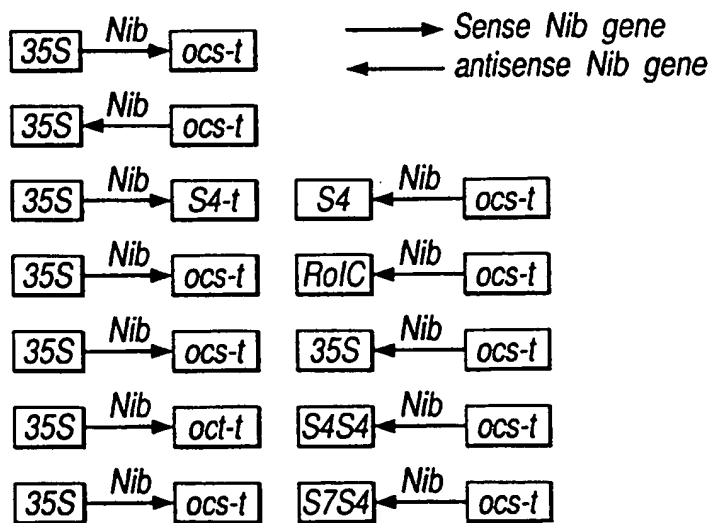 35S Nib ocs-t
Sense Nib gene
antisense Nib gene
35S Nib ocs-t
35S Nib S4-t S4 Nib ocs-t
35S Nib ocs-t RolC Nib ocs-t
35S Nib ocs-t 35S Nib ocs-t
35S Nib oct-t S4S4 Nib ocs-t
35S Nib ocs-t S7S4 Nib ocs-t